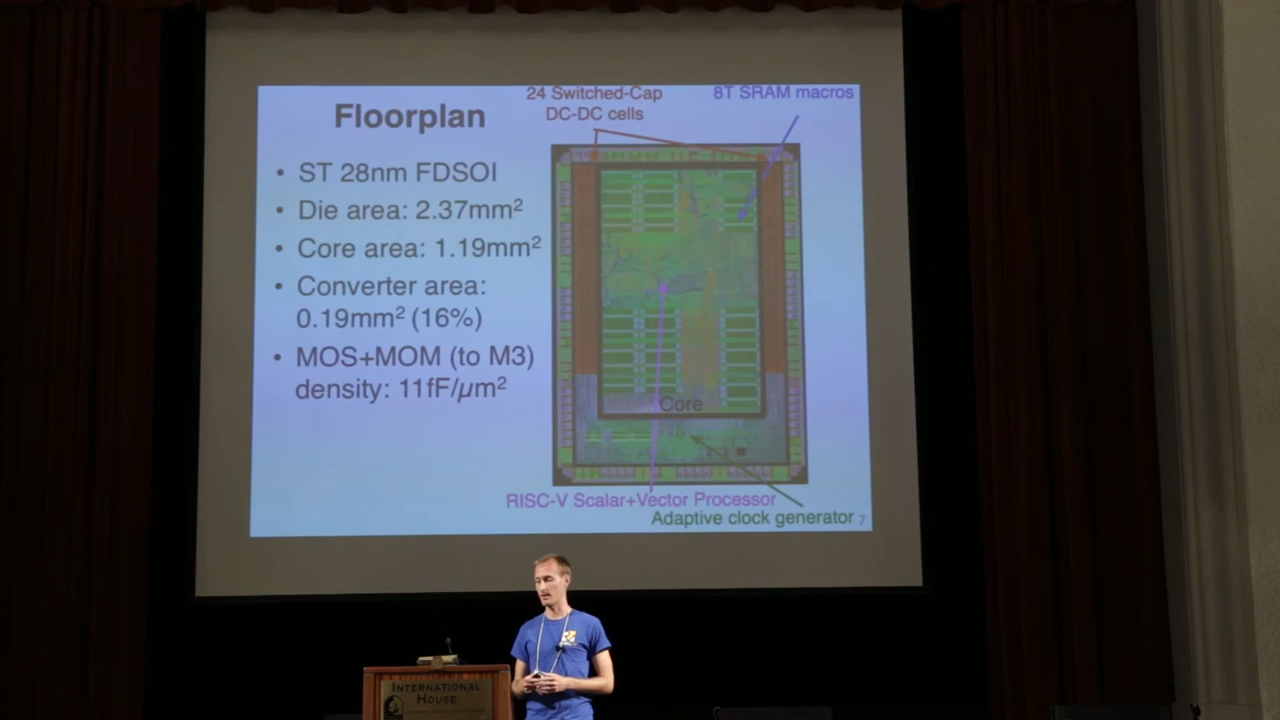 Floorplan
• ST 28nm FDSOI
• Die area: 2.37mm²
• Core area: 1.19mm²
• Converter area:
0.19mm² (16%)
• MOS+MOM (to M3)
density: 11fF/µm²
24 Switched-Cap
DC-DC cells
8T SRAM macros
Core
RISC-V Scalar+Vector Processor
Adaptive clock generator 7
INTERNATIONAL
HOUSE